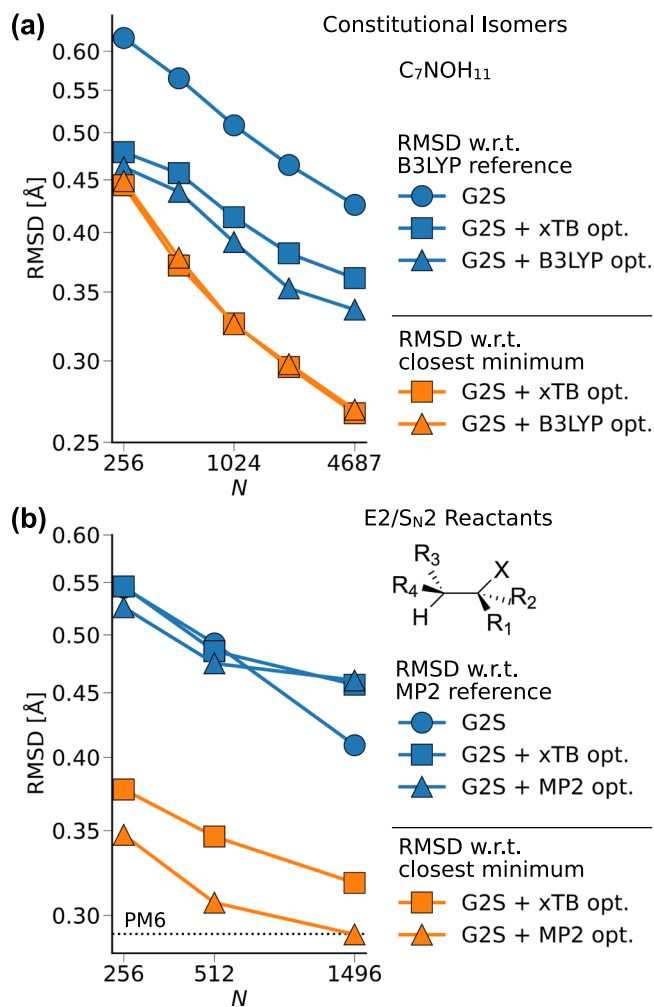 (a)
Constitutional Isomers
C₇NOH₁₁
RMSD w.r.t.
B3LYP reference
G2S
G2S + xTB opt.
G2S + B3LYP opt.
RMSD w.r.t.
closest minimum
G2S + xTB opt.
G2S + B3LYP opt.
RMSD [Å]
0.60
0.55
0.50
0.45
0.40
0.35
0.30
0.25
256
1024
4687
N
(b)
E2/S_N2 Reactants
R₃
X
R₄
R₂
H
R₁
RMSD w.r.t.
MP2 reference
G2S
G2S + xTB opt.
G2S + MP2 opt.
RMSD w.r.t.
closest minimum
G2S + xTB opt.
G2S + MP2 opt.
RMSD [Å]
0.60
0.55
0.50
0.45
0.40
0.35
0.30
PM6
256
512
1496
N